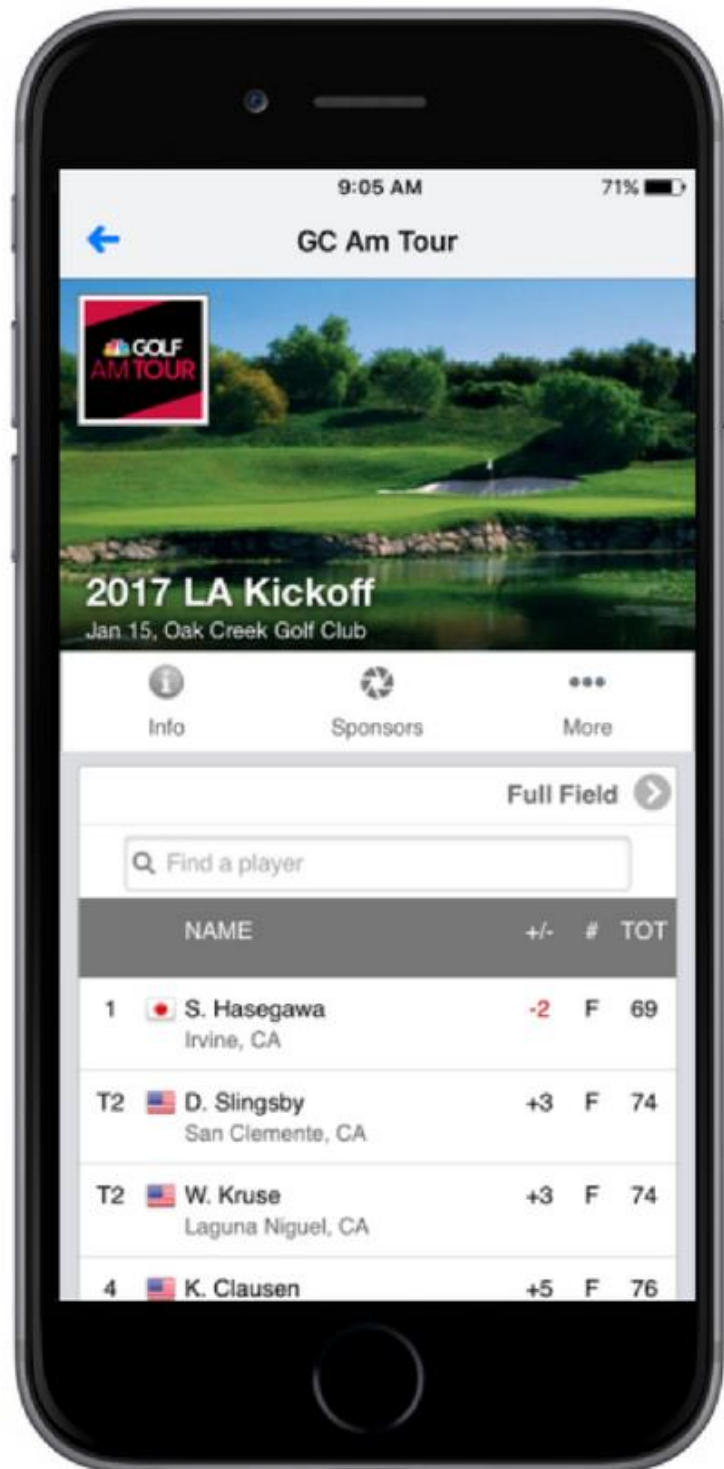 9:05 AM 71%
GC Am Tour
GOLF
AM TOUR
2017 LA Kickoff
Jan 15, Oak Creek Golf Club
Info Sponsors More
Full Field
Find a player
NAME +/- # TOT
1 S. Hasegawa -2 F 69
Irvine, CA
T2 D. Slingsby +3 F 74
San Clemente, CA
T2 W. Kruse +3 F 74
Laguna Niguel, CA
4 K. Clausen +5 F 76